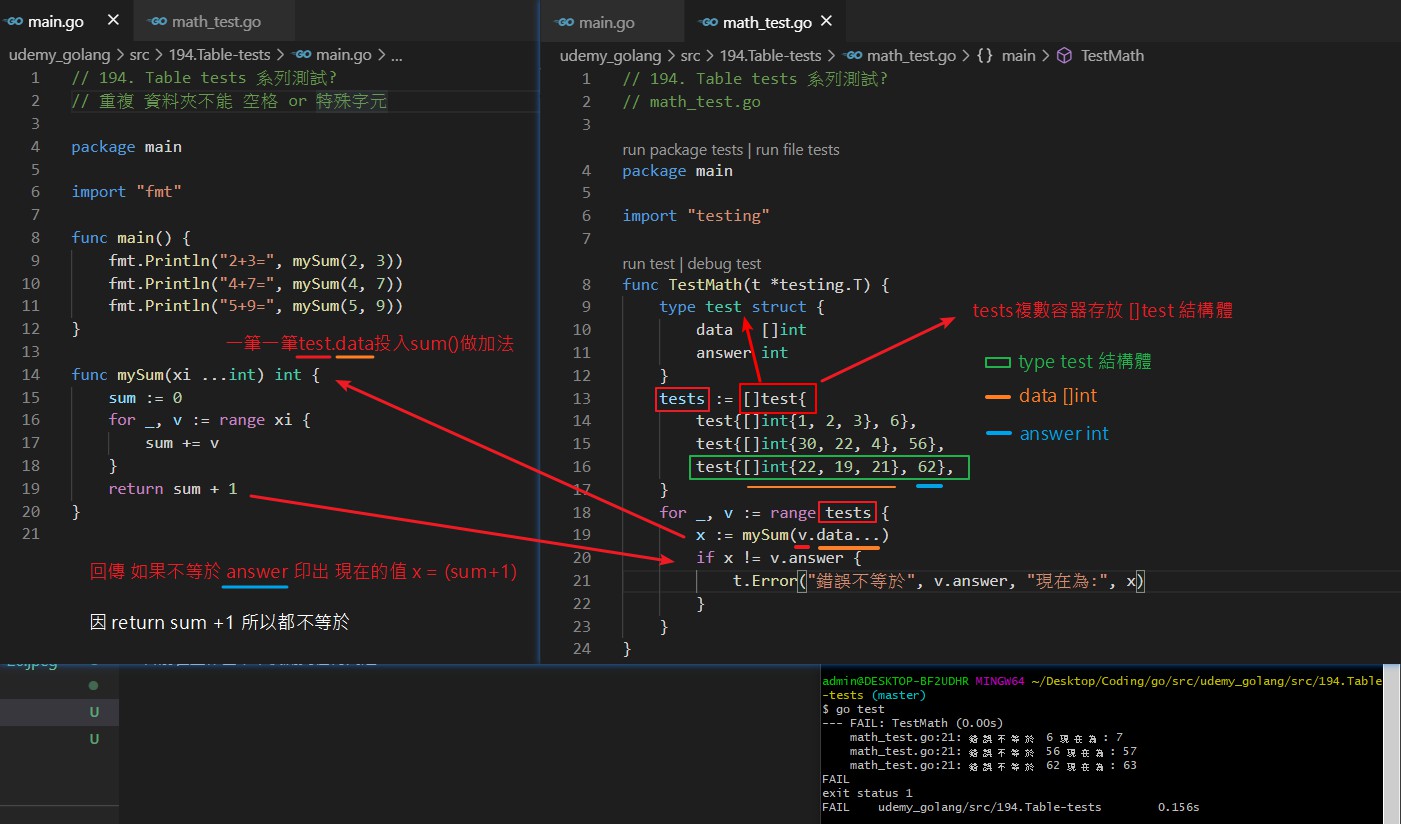 main.go
math_test.go
udemy_golang > src > 194.Table-tests > main.go > ...
1 // 194. Table tests 系列測試?
2 // 重複 資料夾不能 空格 or 特殊字元
3
4 package main
5
6 import "fmt"
7
8 func main() {
9 fmt.Println("2+3=", mySum(2, 3))
10 fmt.Println("4+7=", mySum(4, 7))
11 fmt.Println("5+9=", mySum(5, 9))
12 }
13
一筆一筆test.data投入sum()做加法
14 func mySum(xi ...int) int {
15 sum := 0
16 for _, v := range xi {
17 sum += v
18 }
19 return sum + 1
20 }
21
回傳 如果不等於 answer 印出 現在的值 x = (sum+1)
因 return sum +1 所以都不等於
main.go
math_test.go
udemy_golang > src > 194.Table-tests > math_test.go > {} main > TestMath
1 // 194. Table tests 系列測試?
2 // math_test.go
3
run package tests | run file tests
4 package main
5
6 import "testing"
7
run test | debug test
8 func TestMath(t *testing.T) {
9 type test struct {
10 data []int
11 answer int
12 }
13 tests := []test{
14 test{[]int{1, 2, 3}, 6},
15 test{[]int{30, 22, 4}, 56},
16 test{[]int{22, 19, 21}, 62},
17 }
18 for _, v := range tests {
19 x := mySum(v.data...)
20 if x != v.answer {
21 t.Error("錯誤不等於", v.answer, "現在為:", x)
22 }
23 }
24 }
tests複數容器存放 []test 結構體
type test 結構體
data []int
answer int
U
U
admin@DESKTOP-BF2UDHR MINGW64 ~/Desktop/Coding/go/src/udemy_golang/src/194.Table
-tests (master)
$ go test
--- FAIL: TestMath (0.00s)
math_test.go:21: 錯誤不等於 6 現在為: 7
math_test.go:21: 錯誤不等於 56 現在為: 57
math_test.go:21: 錯誤不等於 62 現在為: 63
FAIL
exit status 1
FAIL udemy_golang/src/194.Table-tests 0.156s